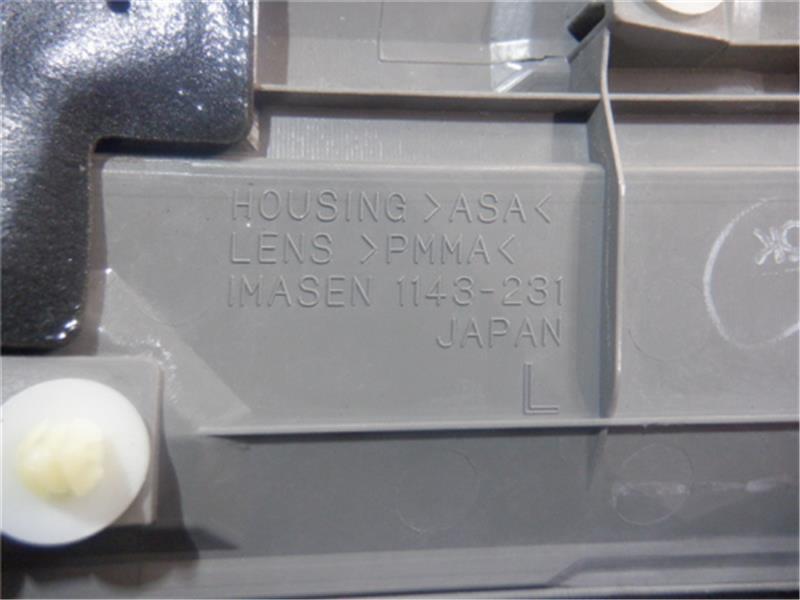 HOUSING >ASA<
LENS >PMMA<
IMASEN 1143-231
JAPAN
L